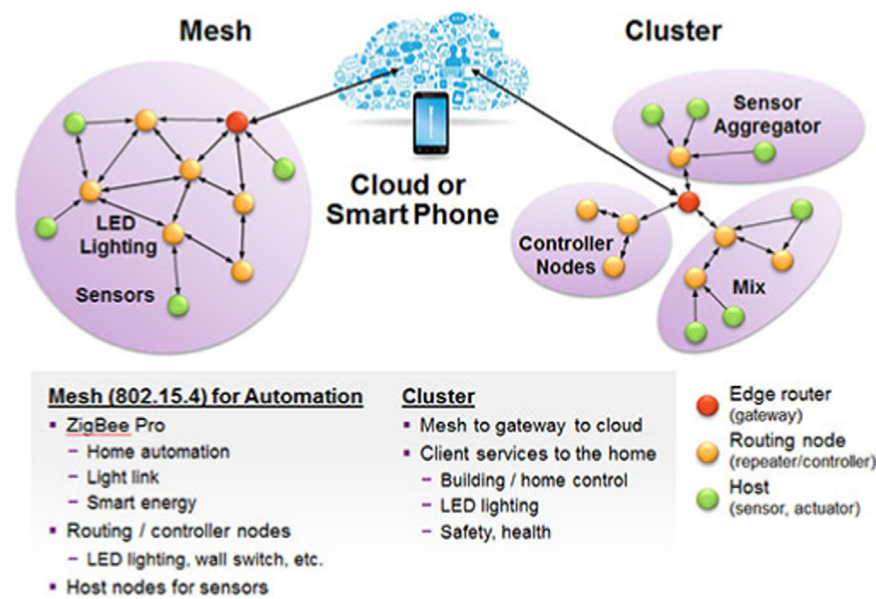 Mesh
Cluster
LED
Lighting
Sensors
Cloud or
Smart Phone
Sensor
Aggregator
Controller
Nodes
Mix
Mesh (802.15.4) for Automation
▪ ZigBee Pro
– Home automation
– Light link
– Smart energy
▪ Routing / controller nodes
– LED lighting, wall switch, etc.
▪ Host nodes for sensors
Cluster
▪ Mesh to gateway to cloud
▪ Client services to the home
– Building / home control
– LED lighting
– Safety, health
Edge router
(gateway)
Routing node
(repeater/controller)
Host
(sensor, actuator)